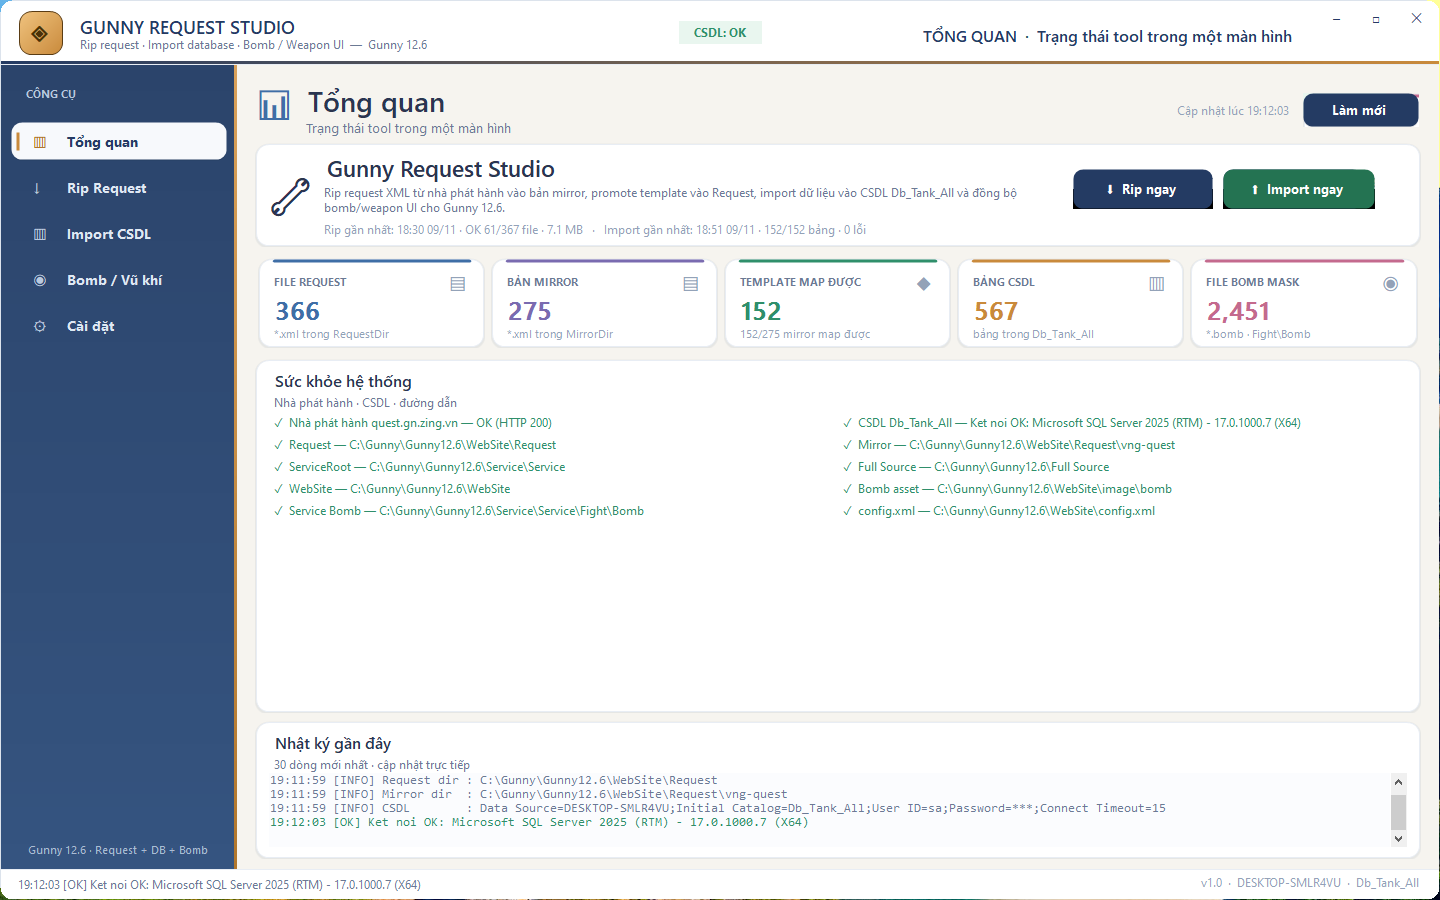 GUNNY REQUEST STUDIO
Rip request · Import database · Bomb / Weapon UI — Gunny 12.6
CSDL: OK
TỔNG QUAN · Trạng thái tool trong một màn hình
CÔNG CỤ
Tổng quan
Rip Request
Import CSDL
Bomb / Vũ khí
Cài đặt
Gunny 12.6 · Request + DB + Bomb
Tổng quan
Trạng thái tool trong một màn hình
Cập nhật lúc 19:12:03
Làm mới
Gunny Request Studio
Rip request XML từ nhà phát hành vào bản mirror, promote template vào Request, import dữ liệu vào CSDL Db_Tank_All và đồng bộ
bomb/weapon UI cho Gunny 12.6.
Rip gần nhất: 18:30 09/11 · OK 61/367 file · 7.1 MB · Import gần nhất: 18:51 09/11 · 152/152 bảng · 0 lỗi
⬇ Rip ngay
⬆ Import ngay
FILE REQUEST
366
*.xml trong RequestDir
BẢN MIRROR
275
*.xml trong MirrorDir
TEMPLATE MAP ĐƯỢC
152
152/275 mirror map được
BẢNG CSDL
567
bảng trong Db_Tank_All
FILE BOMB MASK
2,451
*.bomb · Fight\Bomb
Sức khỏe hệ thống
Nhà phát hành · CSDL · đường dẫn
✓ Nhà phát hành quest.gn.zing.vn — OK (HTTP 200)
✓ CSDL Db_Tank_All — Ket noi OK: Microsoft SQL Server 2025 (RTM) - 17.0.1000.7 (X64)
✓ Request — C:\Gunny\Gunny12.6\WebSite\Request
✓ Mirror — C:\Gunny\Gunny12.6\WebSite\Request\vng-quest
✓ ServiceRoot — C:\Gunny\Gunny12.6\Service\Service
✓ Full Source — C:\Gunny\Gunny12.6\Full Source
✓ WebSite — C:\Gunny\Gunny12.6\WebSite
✓ Bomb asset — C:\Gunny\Gunny12.6\WebSite\image\bomb
✓ Service Bomb — C:\Gunny\Gunny12.6\Service\Service\Fight\Bomb
✓ config.xml — C:\Gunny\Gunny12.6\WebSite\config.xml
Nhật ký gần đây
30 dòng mới nhất · cập nhật trực tiếp
19:11:59 [INFO] Request dir : C:\Gunny\Gunny12.6\WebSite\Request
19:11:59 [INFO] Mirror dir  : C:\Gunny\Gunny12.6\WebSite\Request\vng-quest
19:11:59 [INFO] CSDL        : Data Source=DESKTOP-SMLR4VU;Initial Catalog=Db_Tank_All;User ID=sa;Password=***;Connect Timeout=15
19:12:03 [OK] Ket noi OK: Microsoft SQL Server 2025 (RTM) - 17.0.1000.7 (X64)
19:12:03 [OK] Ket noi OK: Microsoft SQL Server 2025 (RTM) - 17.0.1000.7 (X64)
v1.0 · DESKTOP-SMLR4VU · Db_Tank_All